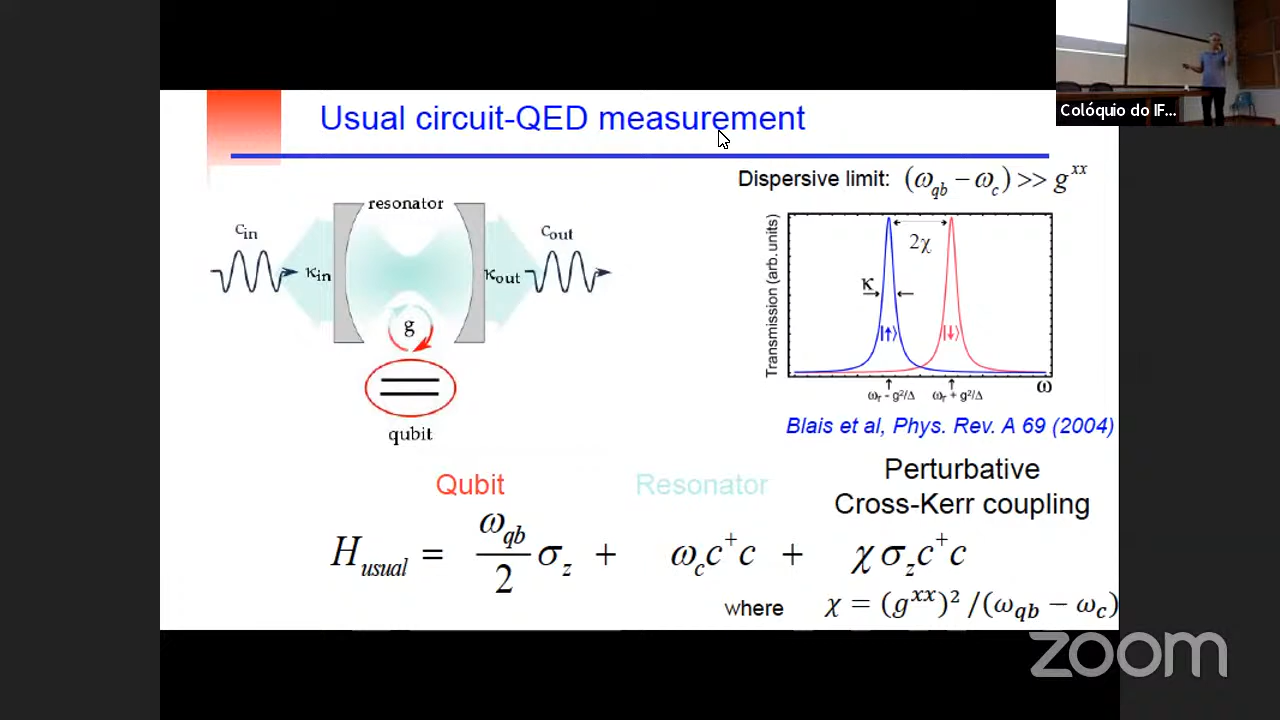 Colóquio do IF...
Usual circuit-QED measurement
Dispersive limit: (ω_qb − ω_c) >> g^xx
resonator
c_in
c_out
κ_in
κ_out
g
qubit
Transmission (arb. units)
2χ
κ
|↑⟩
|↓⟩
ω
ω_r - g²/Δ
ω_r + g²/Δ
Blais et al, Phys. Rev. A 69 (2004)
Qubit
Resonator
Perturbative
Cross-Kerr coupling
H_usual = ω_qb/2 σ_z + ω_c c⁺c + χ σ_z c⁺c
where χ = (g^xx)² /(ω_qb − ω_c)
zoom